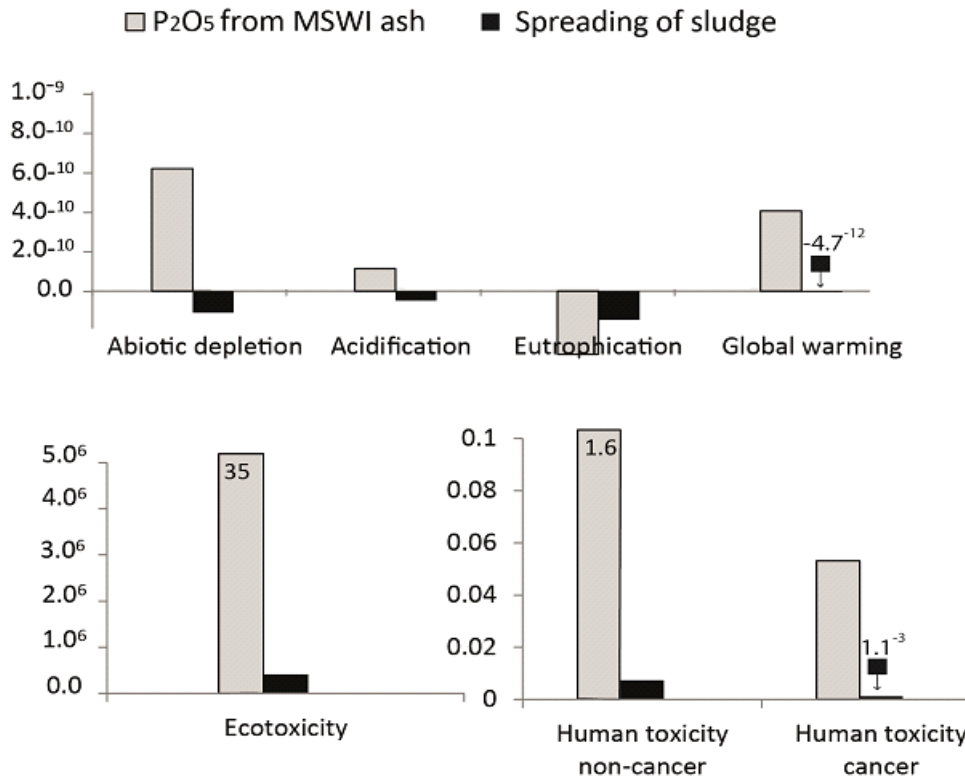 P₂O₅ from MSWI ash
Spreading of sludge
1.0⁻⁹
8.0⁻¹⁰
6.0⁻¹⁰
4.0⁻¹⁰
2.0⁻¹⁰
0.0
-4.7⁻¹²
Abiotic depletion
Acidification
Eutrophication
Global warming
5.0⁶
4.0⁶
3.0⁶
2.0⁶
1.0⁶
0.0
35
Ecotoxicity
0.1
0.08
0.06
0.04
0.02
0
1.6
1.1⁻³
Human toxicity
non-cancer
Human toxicity
cancer